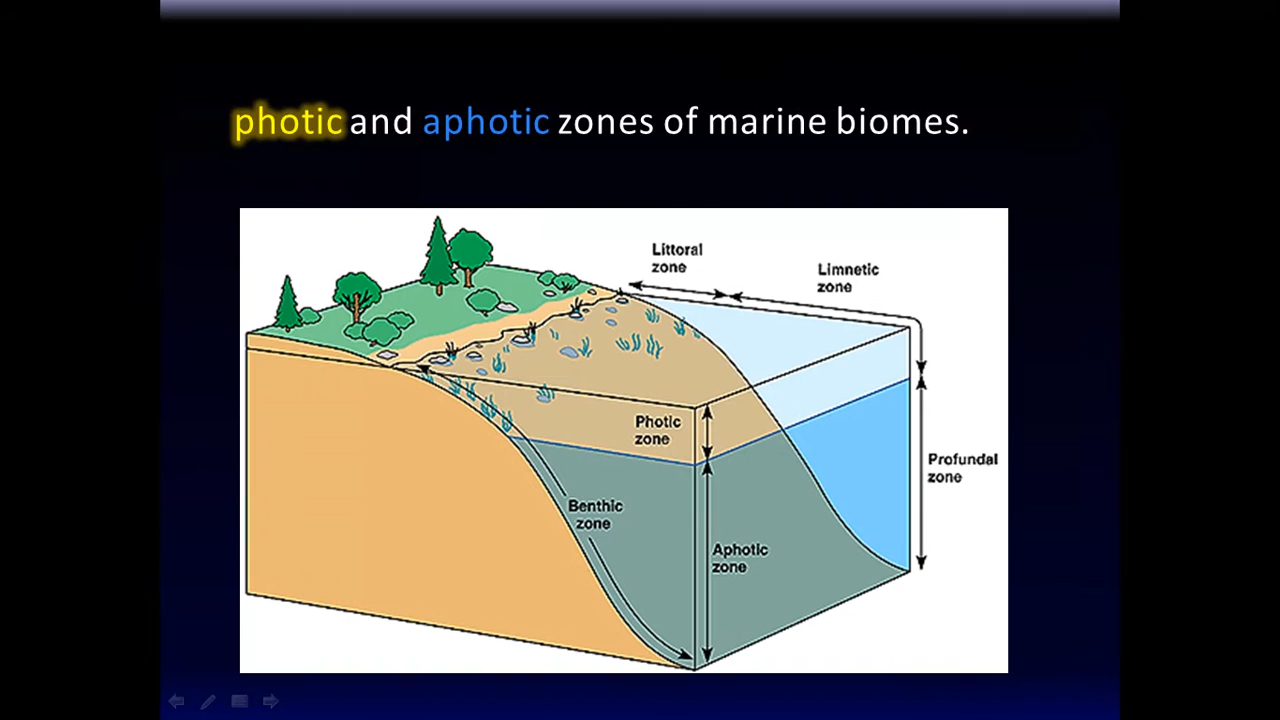 photic and aphotic zones of marine biomes.
Littoral
zone
Limnetic
zone
Photic
zone
Profundal
zone
Benthic
zone
Aphotic
zone